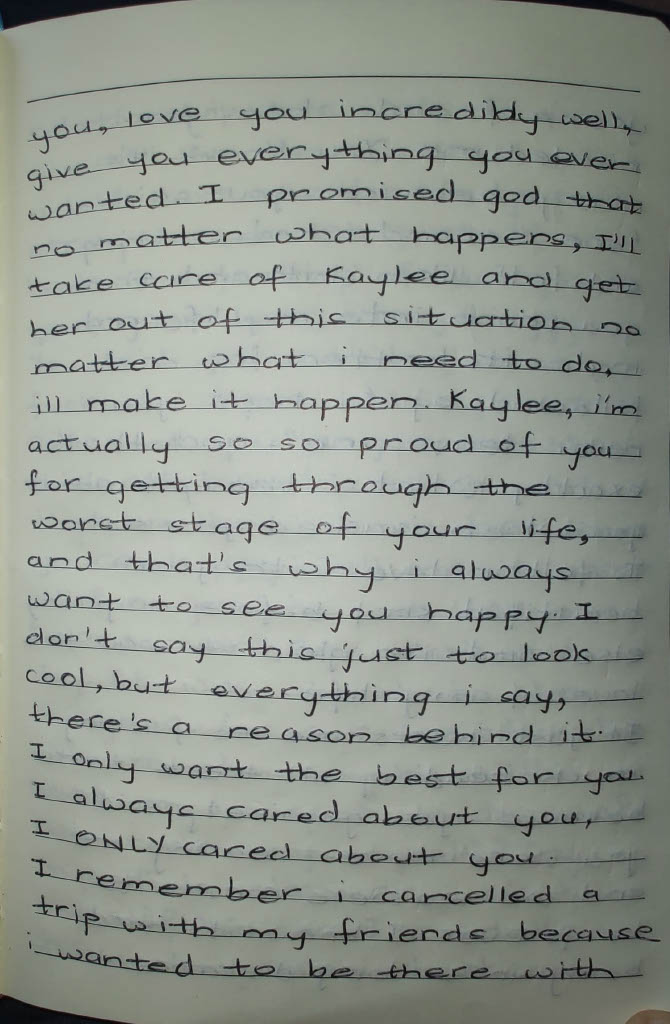 you, love you incredibly well,
give you everything you ever
wanted. I promised god that
no matter what happens, I'll
take care of Kaylee and get
her out of this situation no
matter what i need to do,
ill make it happen. Kaylee, i'm
actually so so proud of you
for getting through the
worst stage of your life,
and that's why i always
want to see you happy. I
don't say this just to look
cool, but everything i say,
there's a reason behind it.
I only want the best for you.
I always cared about you,
I ONLY cared about you.
I remember i cancelled a
trip with my friends because
i wanted to be there with